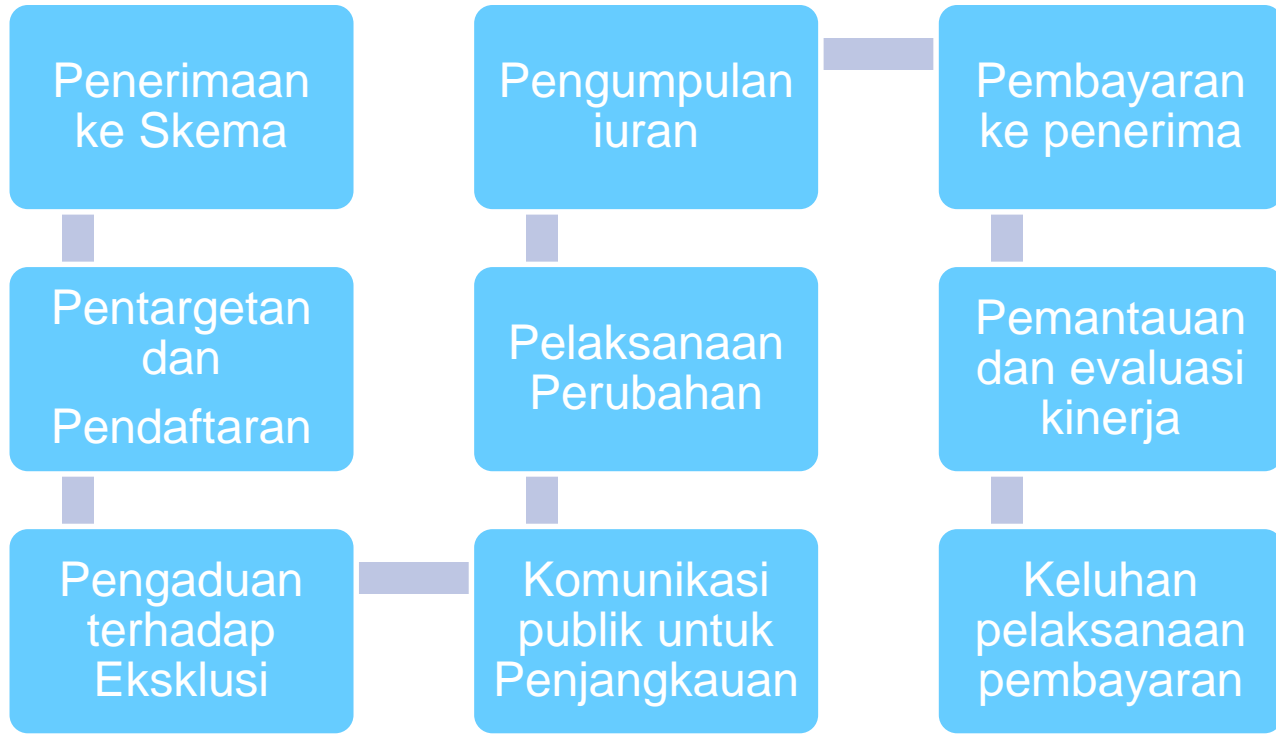 Penerimaan
ke Skema
Pentargetan
dan
Pendaftaran
Pengaduan
terhadap
Eksklusi
Komunikasi
publik untuk
Penjangkauan
Pelaksanaan
Perubahan
Pengumpulan
iuran
Pembayaran
ke penerima
Pemantauan
dan evaluasi
kinerja
Keluhan
pelaksanaan
pembayaran